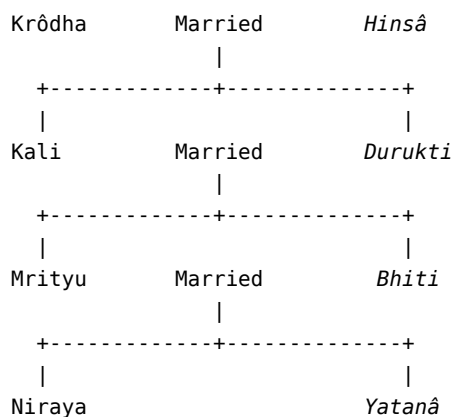 Krôdha Married Hinsâ
Kali Married Durukti
Mrityu Married Bhiti
Niraya Yatanâ